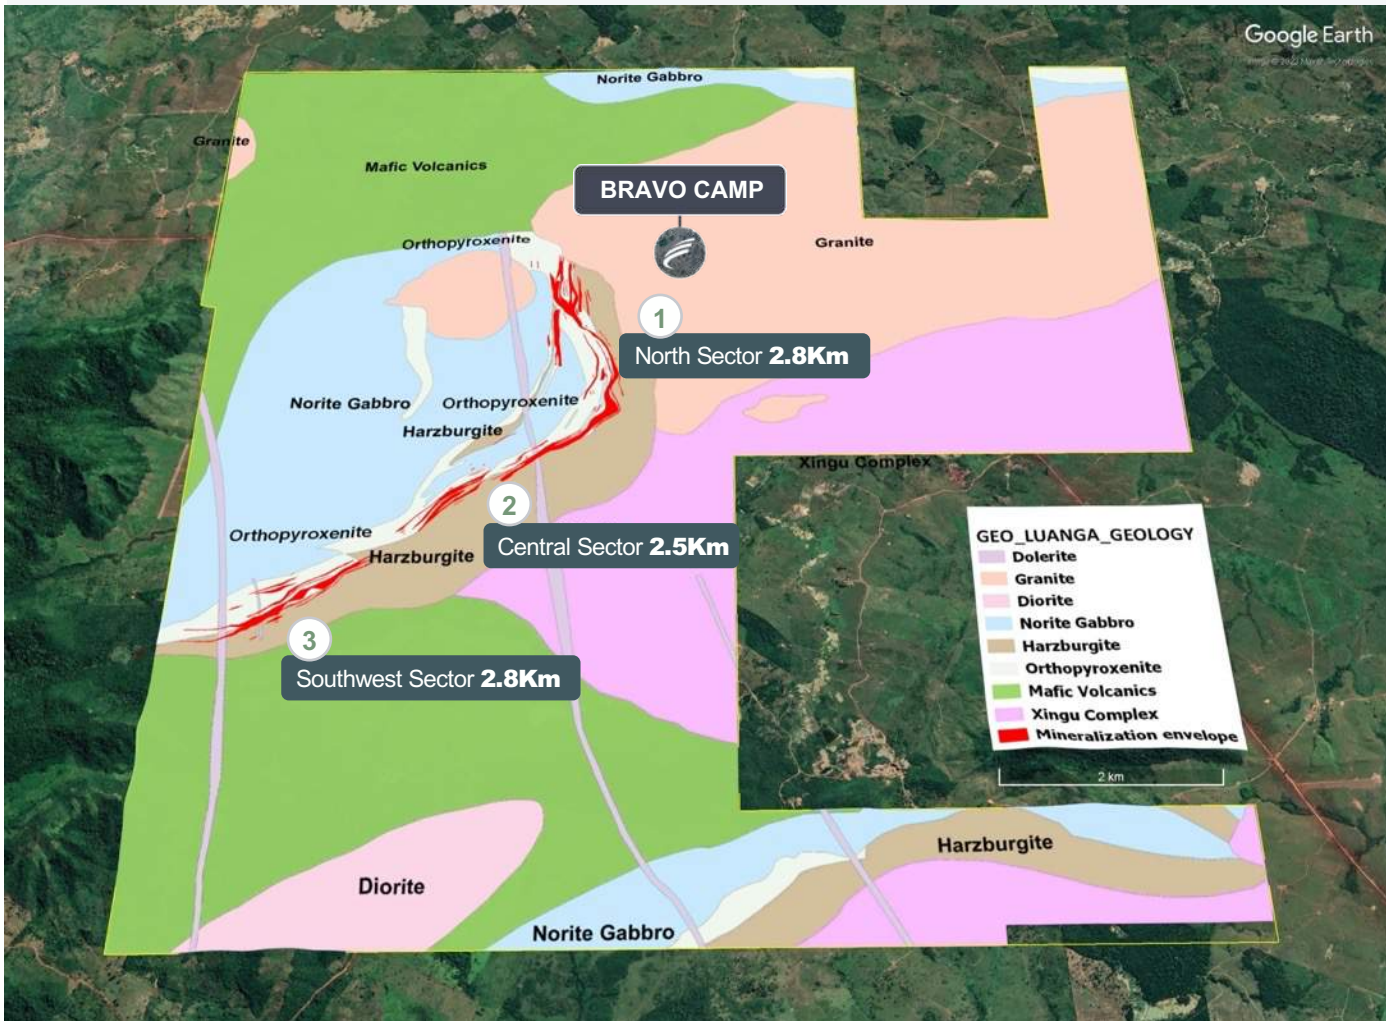 Google Earth
Norite Gabbro
Granite
Mafic Volcanics
BRAVO CAMP
Orthopyroxenite
Granite
1
North Sector 2.8Km
Norite Gabbro
Orthopyroxenite
Harzburgite
Xingu Complex
2
Orthopyroxenite
Central Sector 2.5Km
Harzburgite
3
Southwest Sector 2.8Km
GEO_LUANGA_GEOLOGY
Dolerite
Granite
Diorite
Norite Gabbro
Harzburgite
Orthopyroxenite
Mafic Volcanics
Xingu Complex
Mineralization envelope
2 km
Harzburgite
Diorite
Norite Gabbro